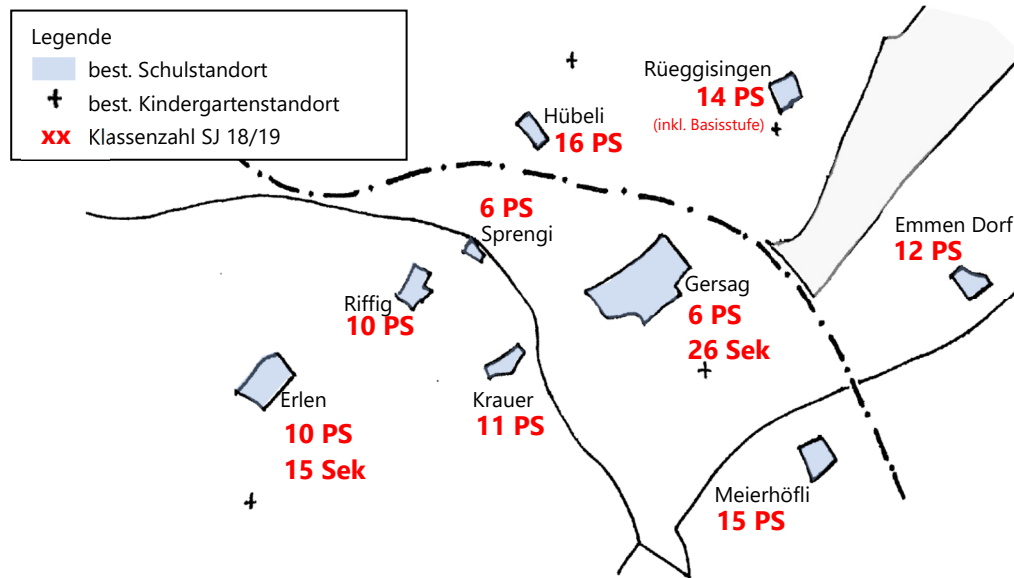 Legende
best. Schulstandort
best. Kindergartenstandort
xx Klassenzahl SJ 18/19
Rüeggisingen
14 PS
(inkl. Basisstufe)
Hübeli
16 PS
6 PS
Sprengi
Emmen Dorf
12 PS
Riffig
10 PS
Gersag
6 PS
26 Sek
Krauer
11 PS
Erlen
10 PS
15 Sek
Meierhöfli
15 PS